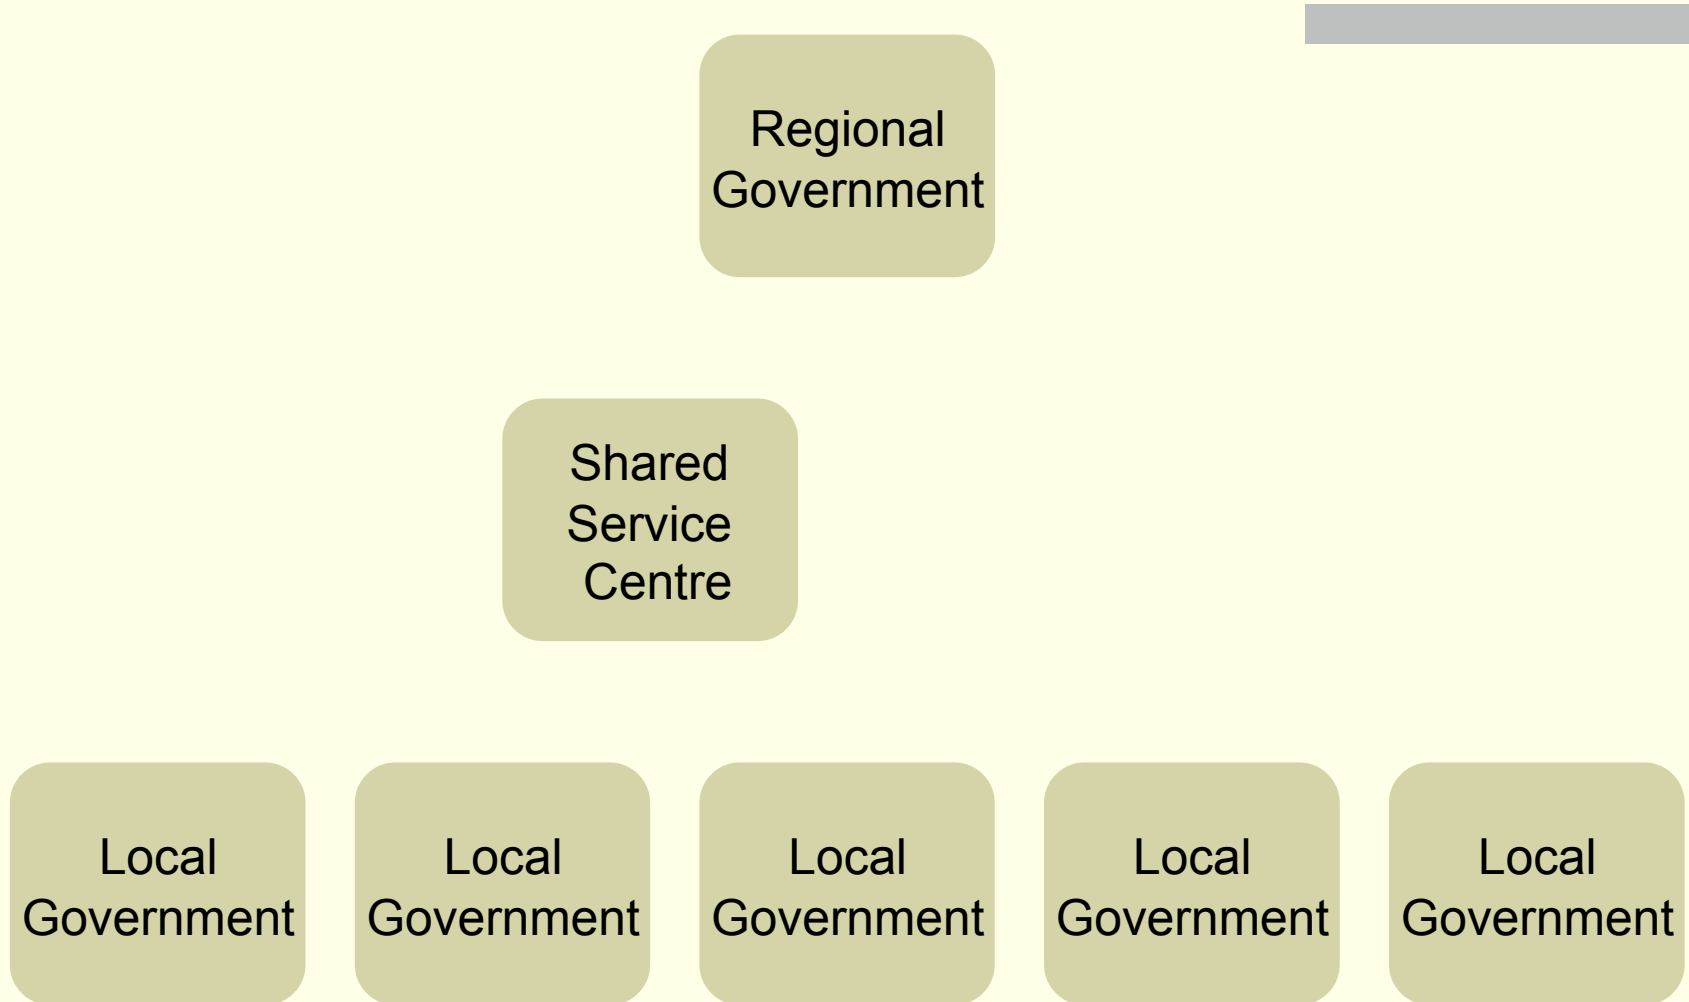 Regional
Government
Shared
Service
Centre
Local
Government
Local
Government
Local
Government
Local
Government
Local
Government